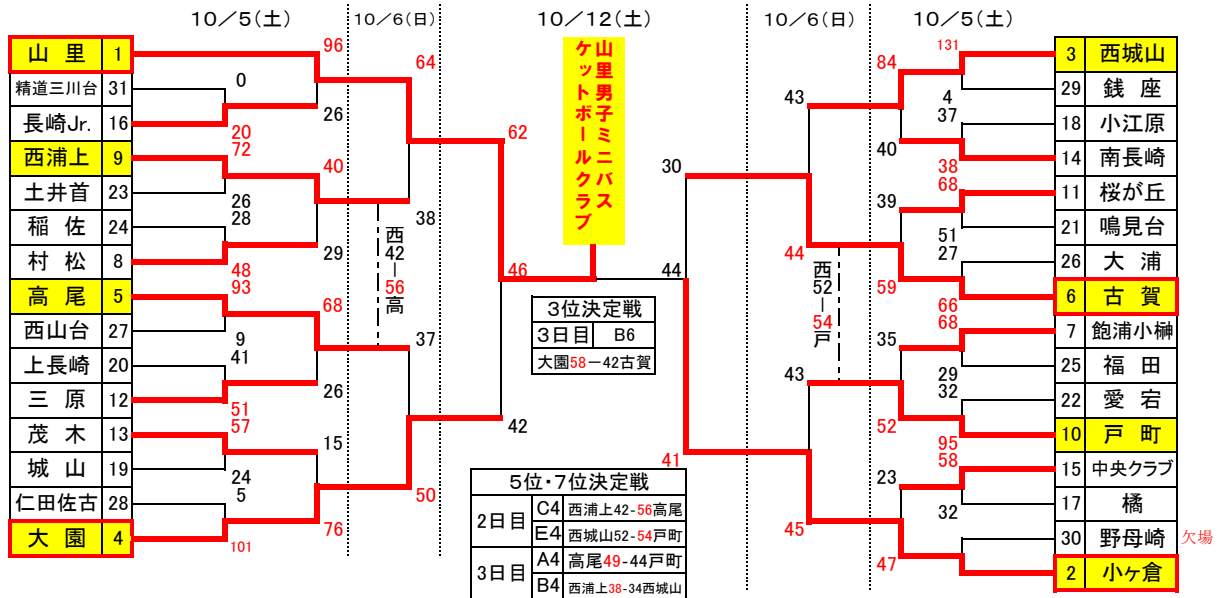 10／5(土)
10／6(日)
10／12(土)
10／6(日)
10／5(土)
山里 1
精道三川台 31
長崎Jr. 16
西浦上 9
土井首 23
稲佐 24
村松 8
高尾 5
西山台 27
上長崎 20
三原 12
茂木 13
城山 19
仁田佐古 28
大園 4
96
0
26
20
72
40
26
28
29
48
93
68
9
41
26
51
57
15
24
5
76
101
64
38
37
50
西42－56高
62
42
46
山里男子ミニバス
ケットボールクラブ
44
3位決定戦
3日目 B6
大園58－42古賀
5位・7位決定戦
2日目 C4 西浦上42-56高尾
E4 西城山52-54戸町
3日目 A4 高尾49-44戸町
B4 西浦上38-34西城山
30
41
43
44
43
45
西52－54戸
84
40
39
59
35
52
23
47
131
4
37
38
68
51
27
66
68
29
32
95
58
32
3 西城山
29 銭座
18 小江原
14 南長崎
11 桜が丘
21 鳴見台
26 大浦
6 古賀
7 飽浦小榊
25 福田
22 愛宕
10 戸町
15 中央クラブ
17 橘
30 野母崎 欠場
2 小ヶ倉